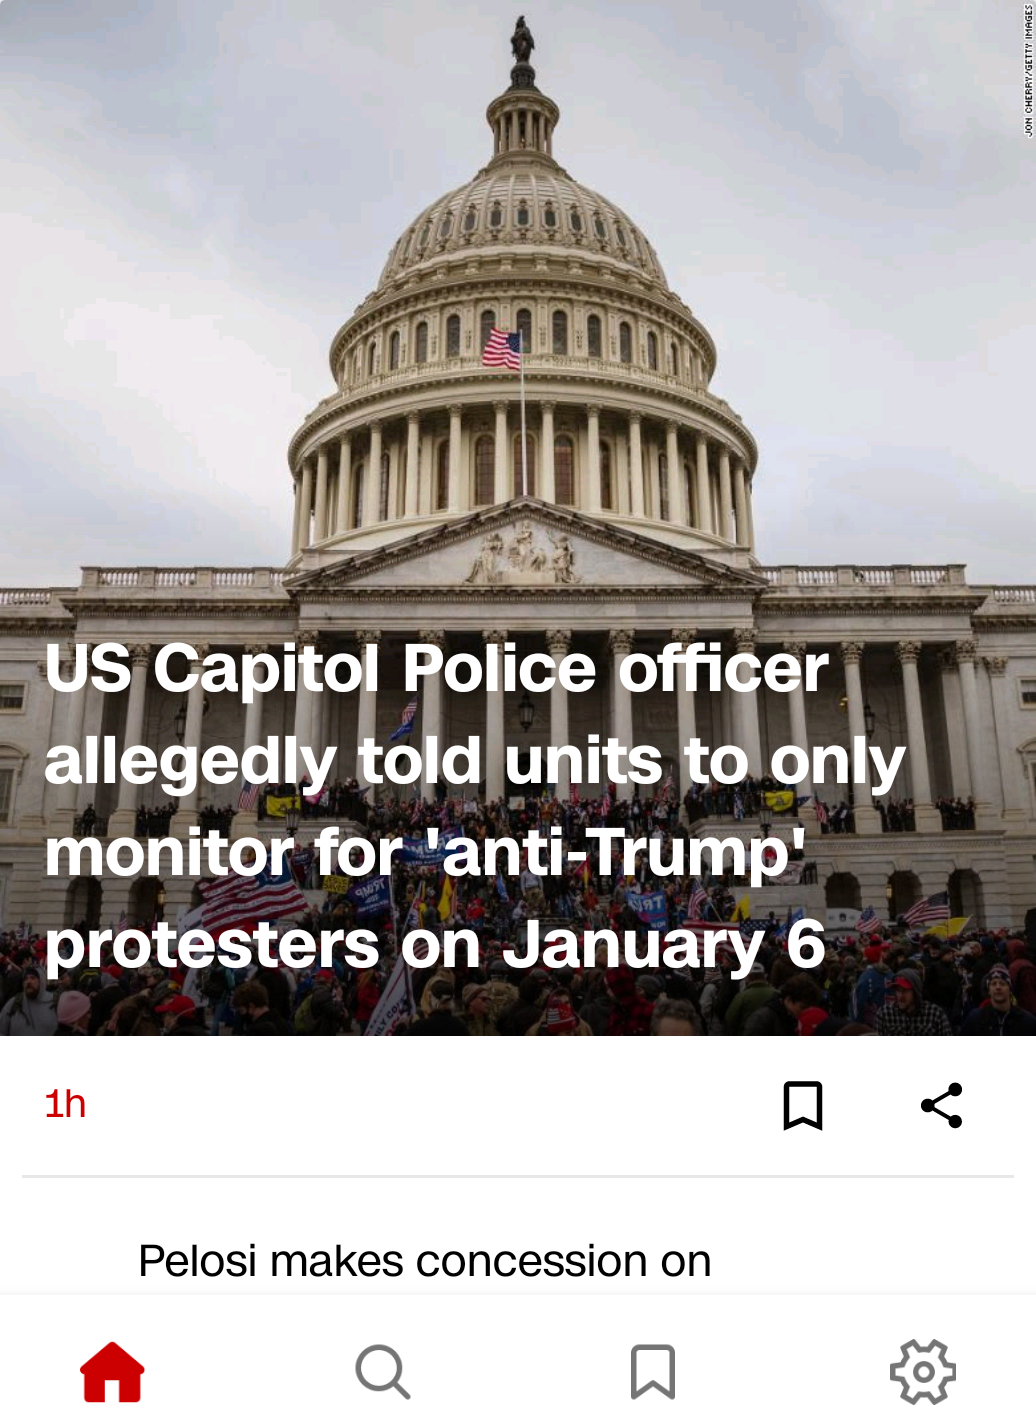 JON CHERRY/GETTY IMAGES
US Capitol Police officer
allegedly told units to only
monitor for 'anti-Trump'
protesters on January 6
1h
Pelosi makes concession on